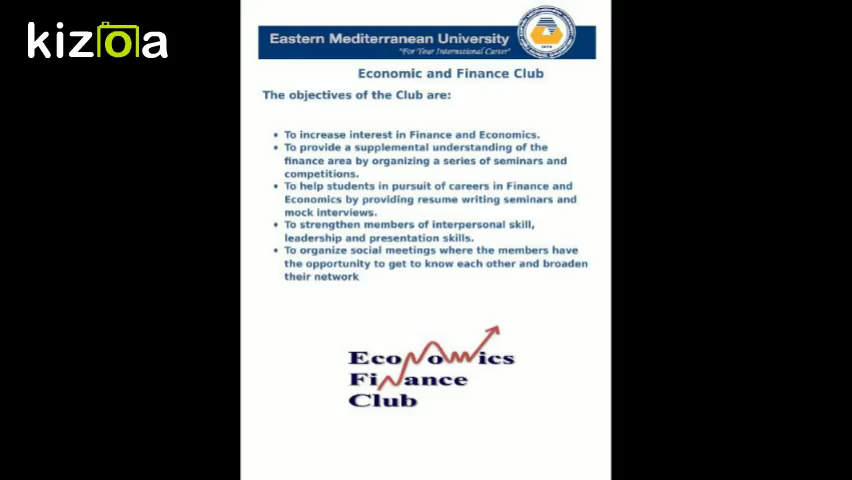 kizoa
Eastern Mediterranean University
"For Your International Career"
Economic and Finance Club
The objectives of the Club are:
• To increase interest in Finance and Economics.
• To provide a supplemental understanding of the
finance area by organizing a series of seminars and
competitions.
• To help students in pursuit of careers in Finance and
Economics by providing resume writing seminars and
mock interviews.
• To strengthen members of interpersonal skill,
leadership and presentation skills.
• To organize social meetings where the members have
the opportunity to get to know each other and broaden
their network
Economics
Finance
Club